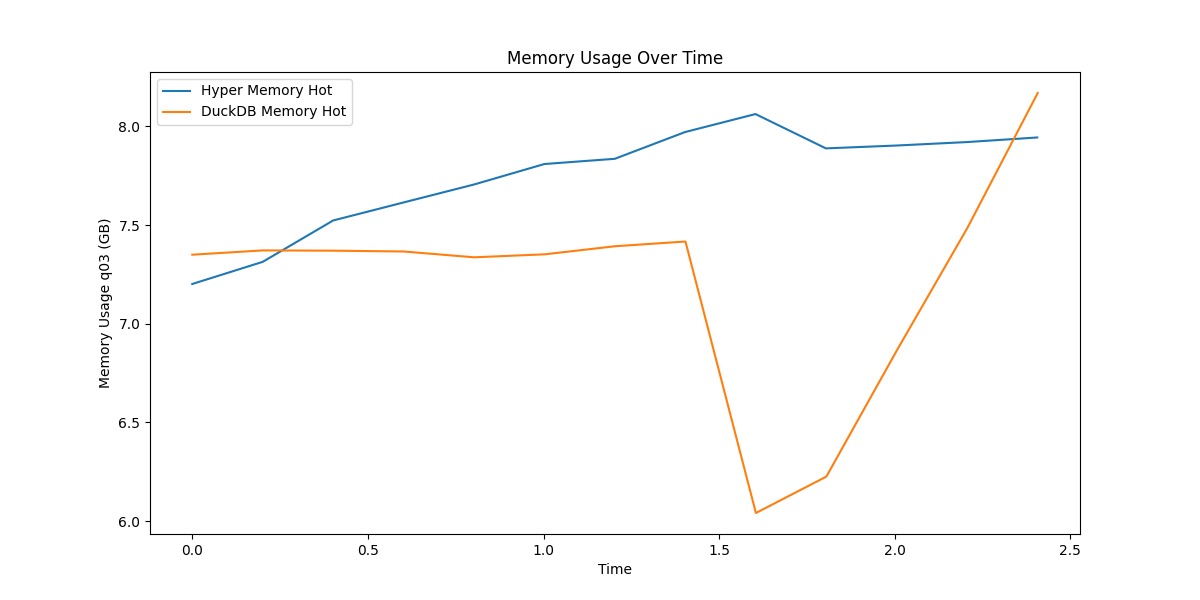 Memory Usage Over Time
Hyper Memory Hot
DuckDB Memory Hot
Memory Usage q03 (GB)
8.0
7.5
7.0
6.5
6.0
0.0 0.5 1.0 1.5 2.0 2.5
Time